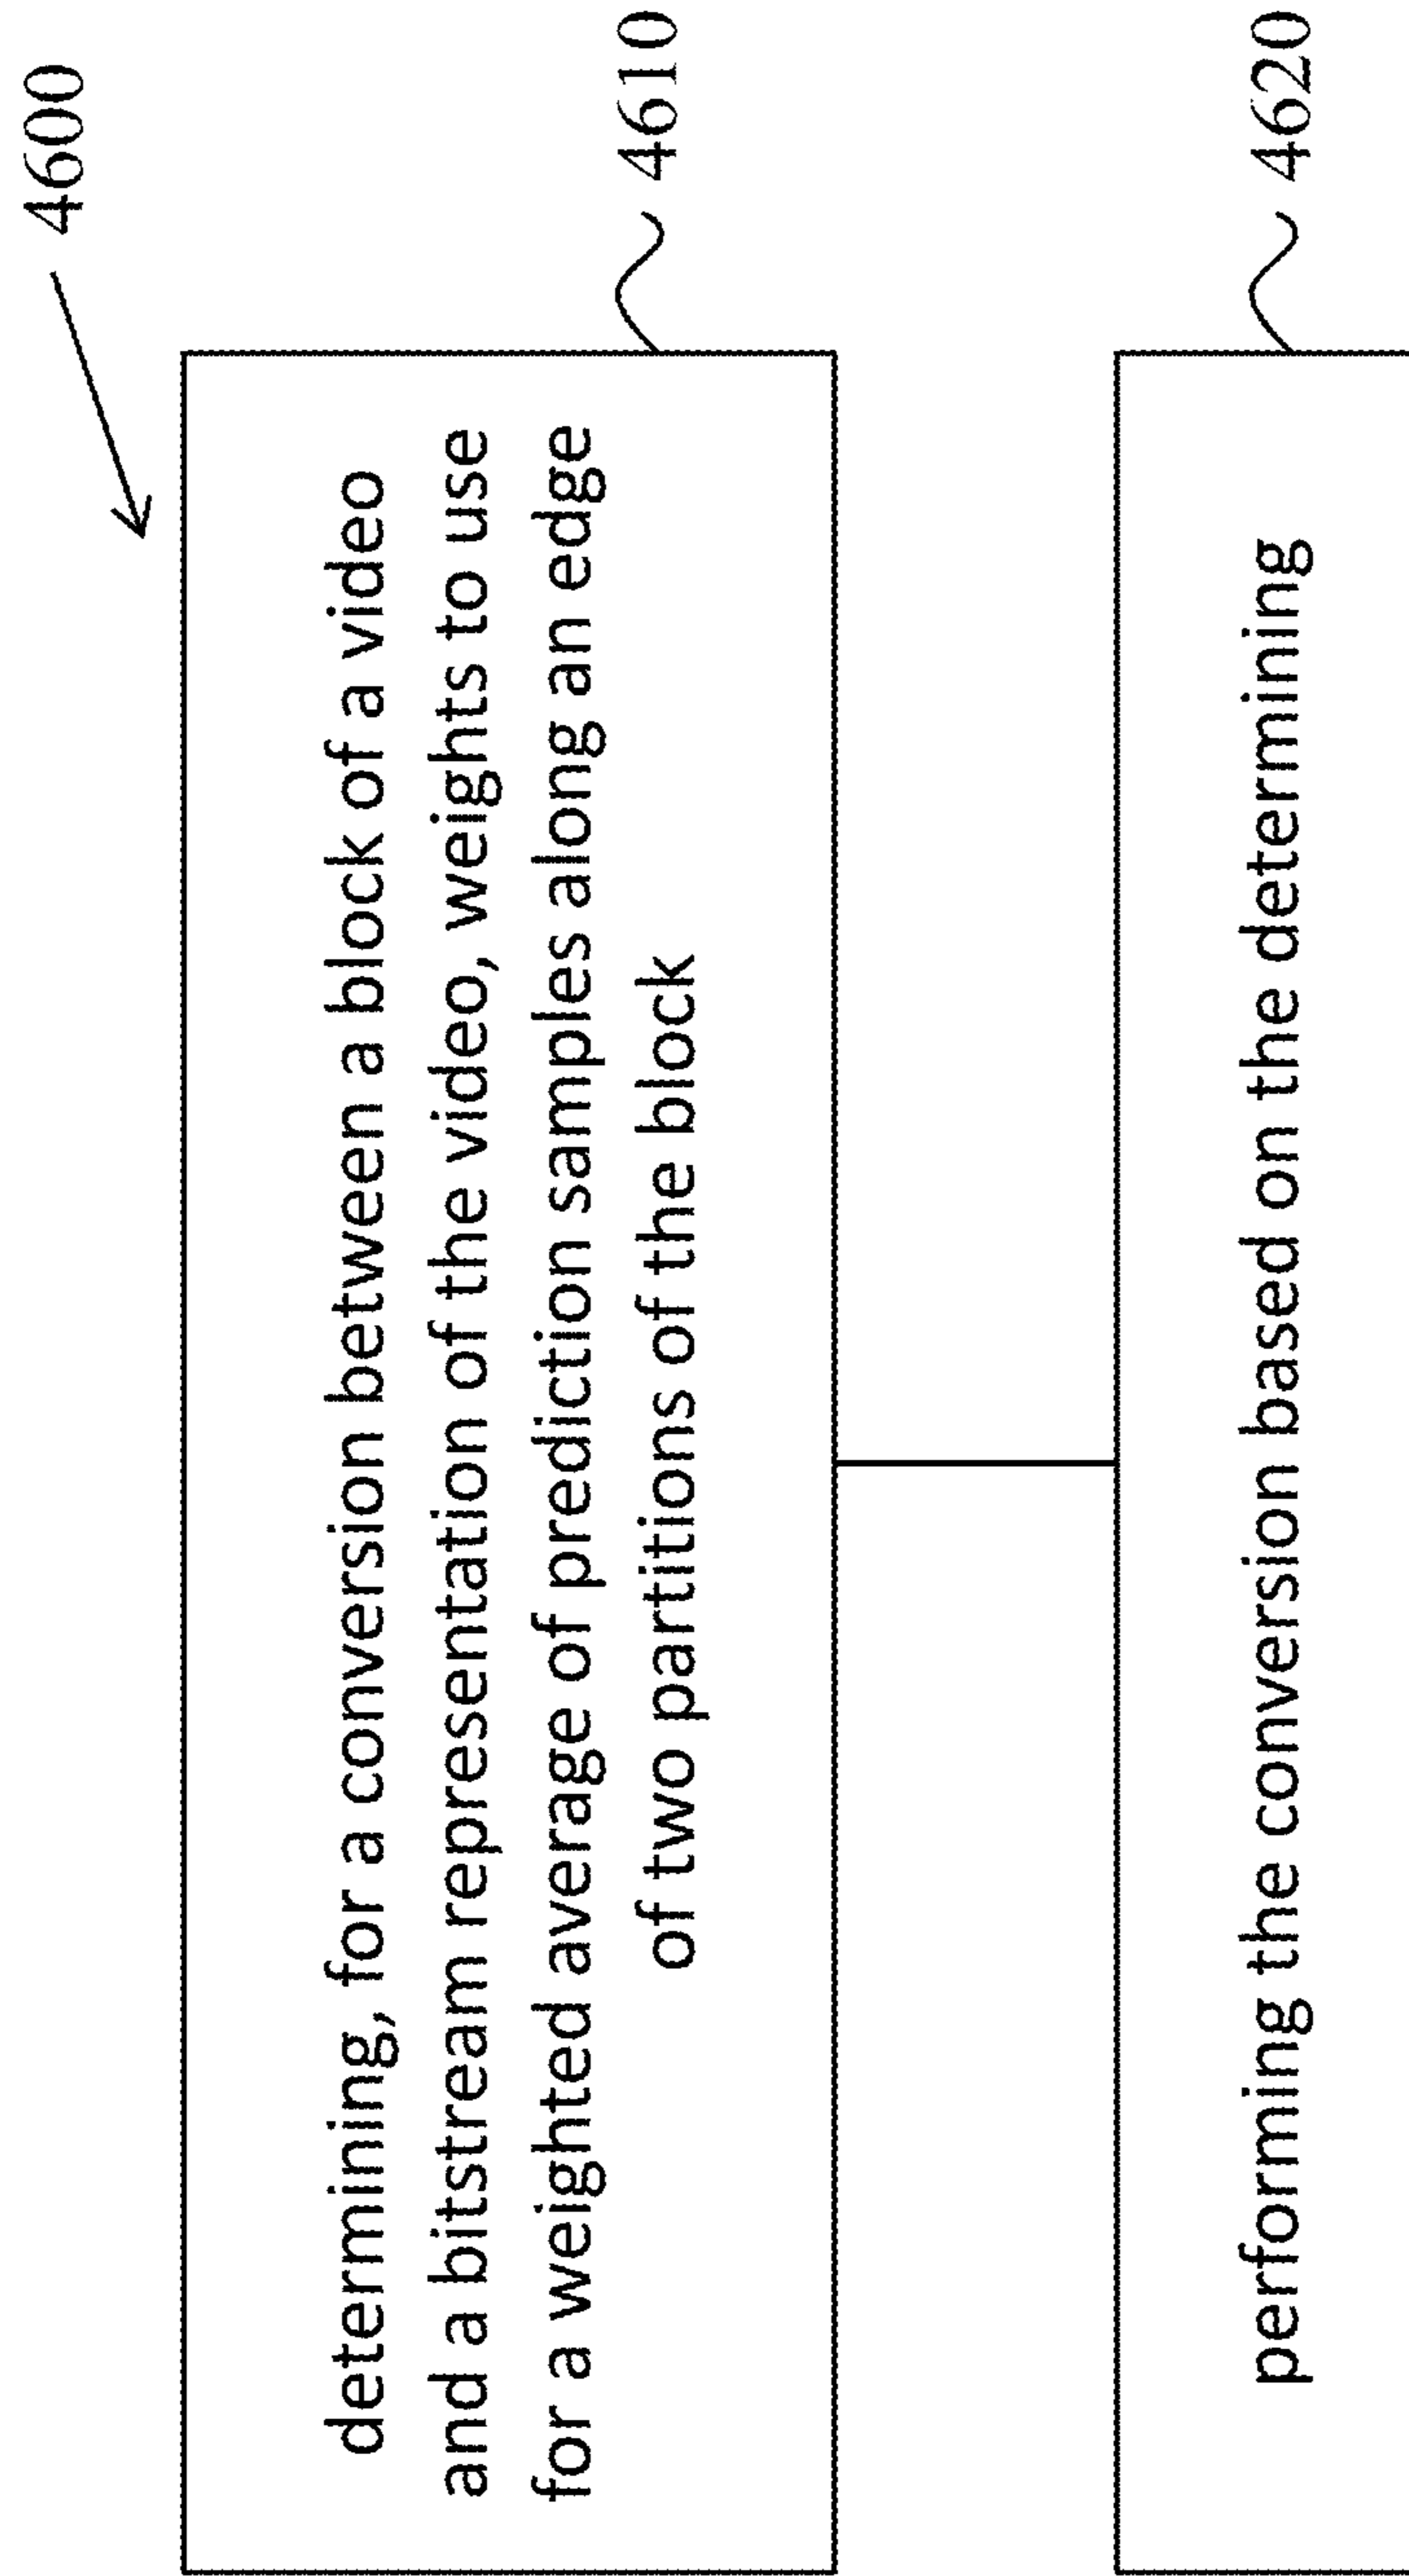 4600
determining, for a conversion between a block of a video
and a bitstream representation of the video, weights to use
for a weighted average of prediction samples along an edge
of two partitions of the block
4610
performing the conversion based on the determining
4620